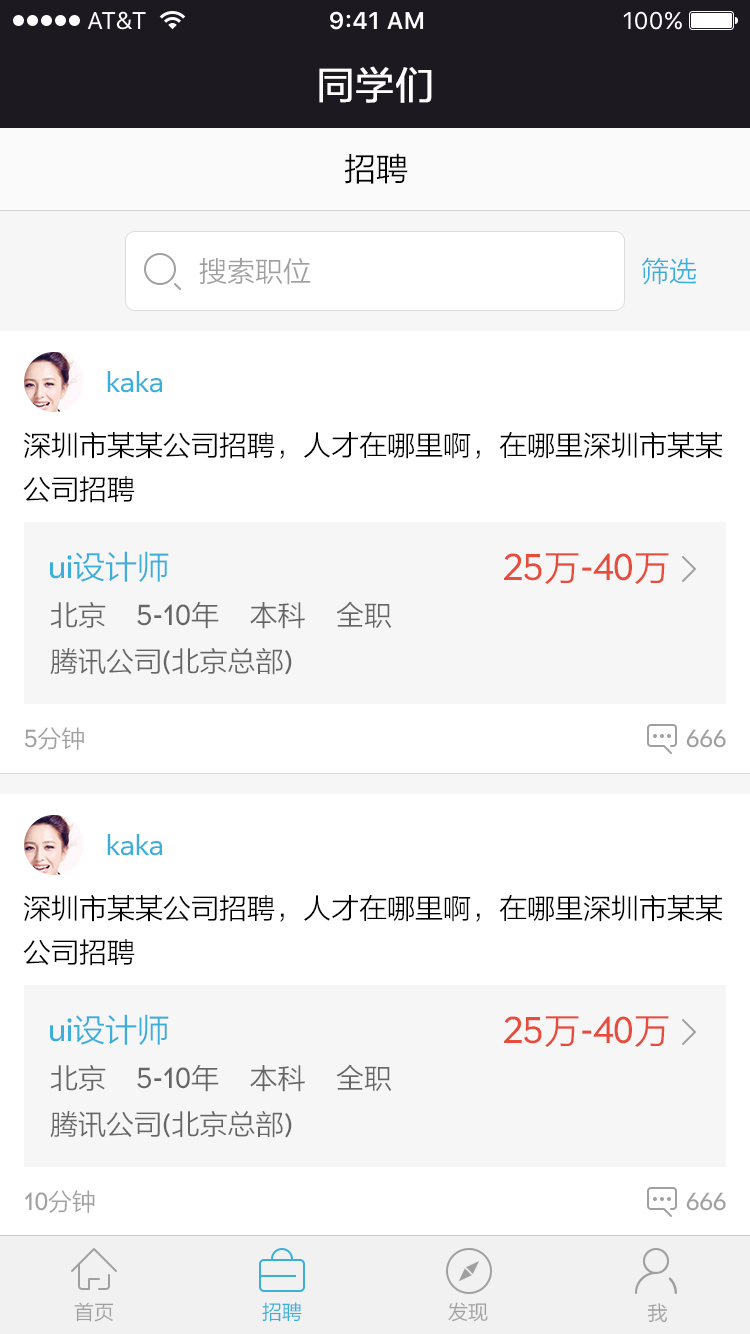 AT&T 9:41 AM 100%
同学们
招聘
搜索职位 筛选
kaka
深圳市某某公司招聘，人才在哪里啊，在哪里深圳市某某
公司招聘
ui设计师 25万-40万
北京 5-10年 本科 全职
腾讯公司(北京总部)
5分钟 666
kaka
深圳市某某公司招聘，人才在哪里啊，在哪里深圳市某某
公司招聘
ui设计师 25万-40万
北京 5-10年 本科 全职
腾讯公司(北京总部)
10分钟 666
首页 招聘 发现 我